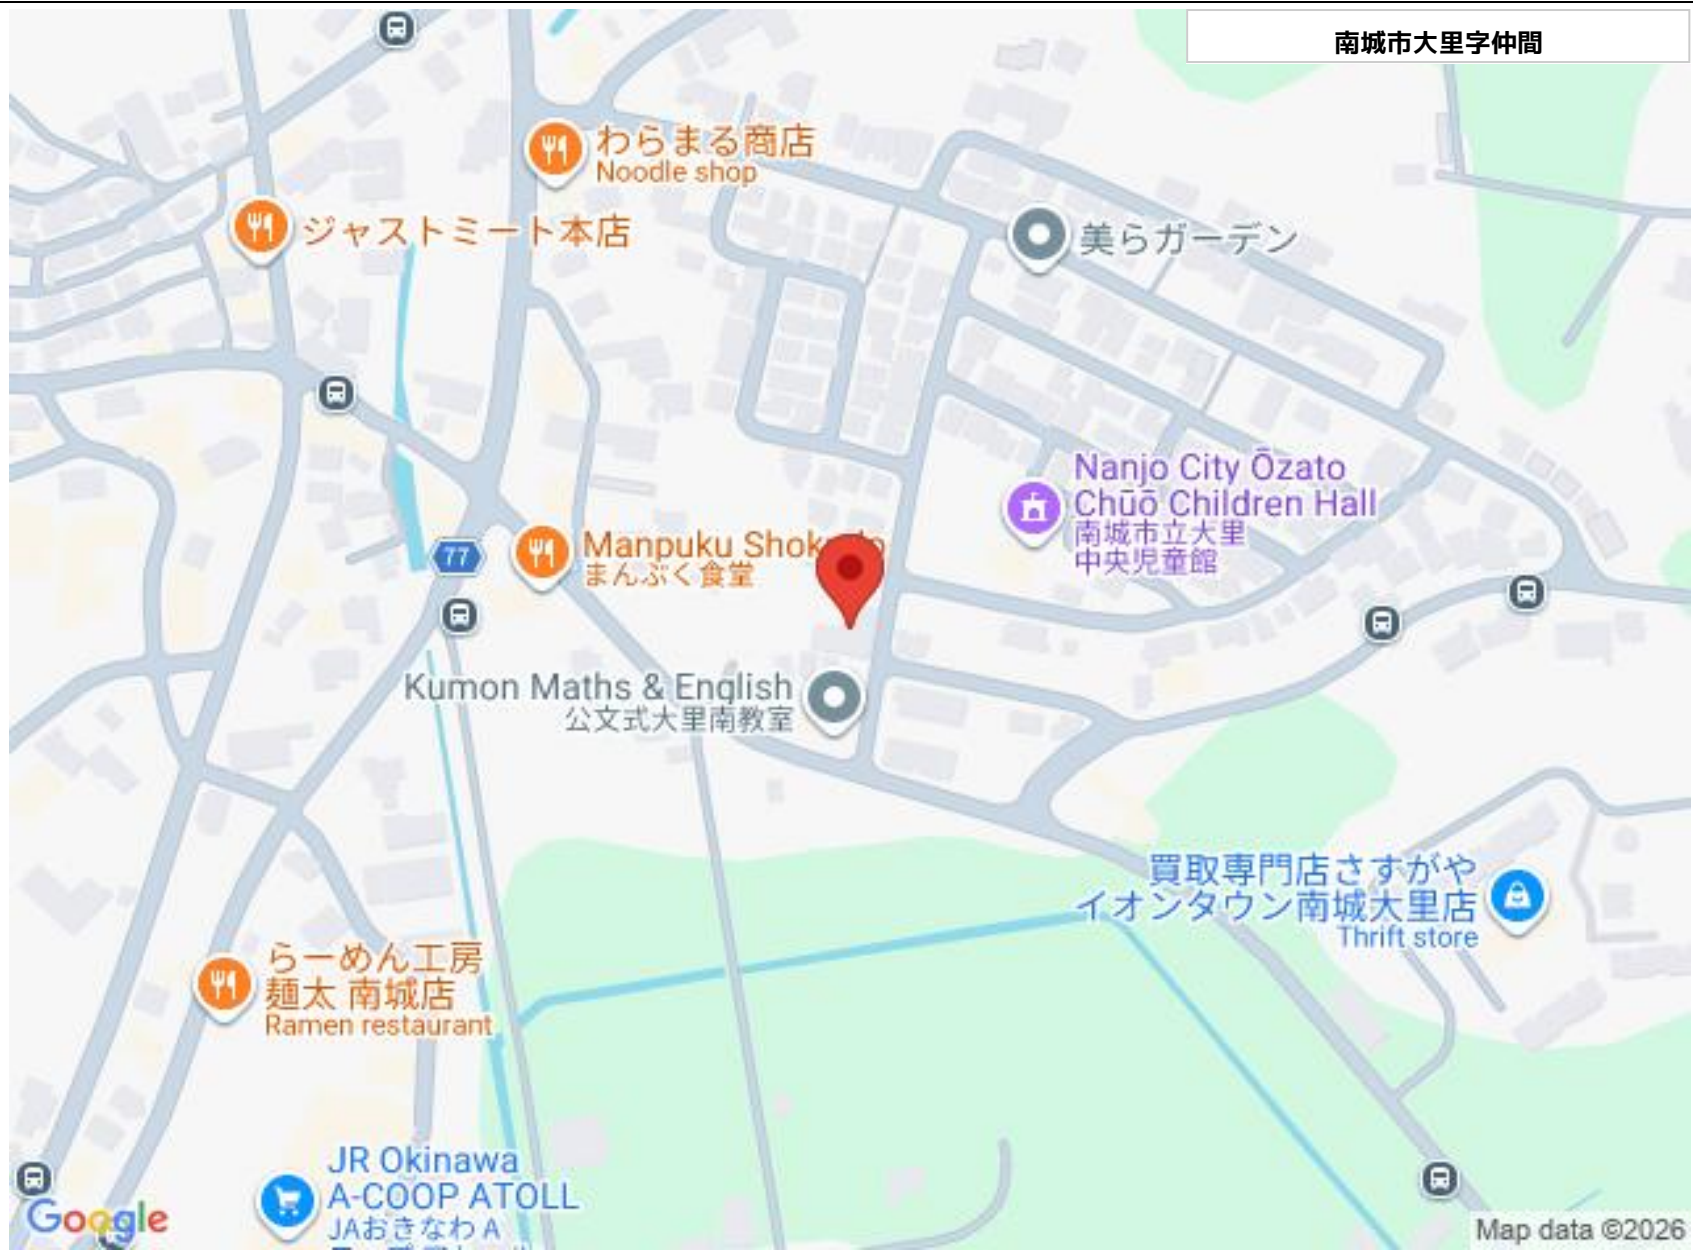 南城市大里字仲間
わらまる商店
Noodle shop
ジャストミート本店
美らガーデン
Nanjo City Ōzato
Chūō Children Hall
南城市立大里
中央児童館
77
Manpuku
まんぷく食堂
Kumon Maths & English
公文式大里南教室
買取専門店さすがや
イオンタウン南城大里店
Thrift store
らーめん工房
麺太 南城店
Ramen restaurant
JR Okinawa
A-COOP ATOLL
JAおきなわ A
Google
Map data ©2026